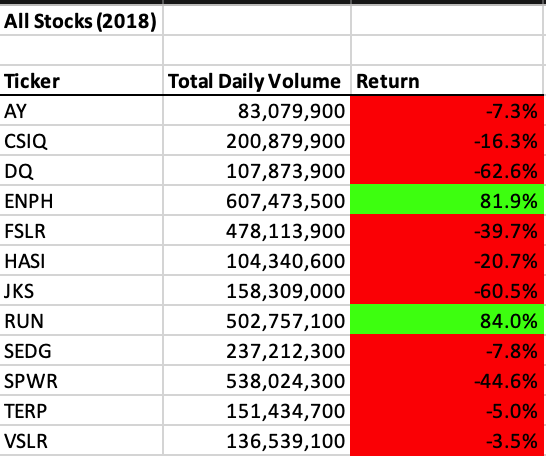 All Stocks (2018)
Ticker Total Daily Volume Return
AY 83,079,900 -7.3%
CSIQ 200,879,900 -16.3%
DQ 107,873,900 -62.6%
ENPH 607,473,500 81.9%
FSLR 478,113,900 -39.7%
HASI 104,340,600 -20.7%
JKS 158,309,000 -60.5%
RUN 502,757,100 84.0%
SEDG 237,212,300 -7.8%
SPWR 538,024,300 -44.6%
TERP 151,434,700 -5.0%
VSLR 136,539,100 -3.5%